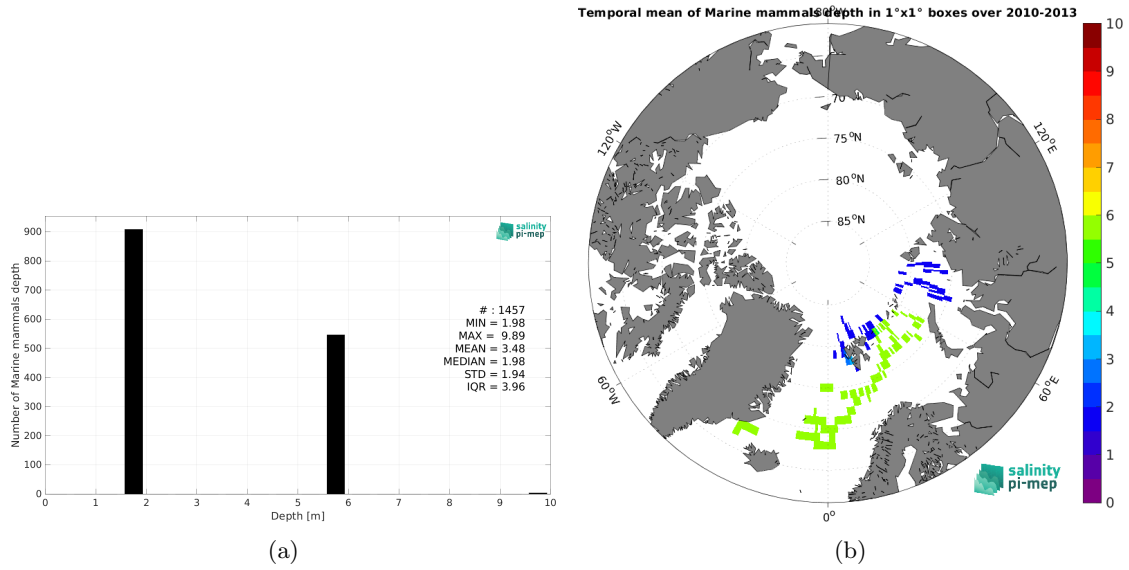 900
800
700
600
500
400
300
200
100
0
Number of Marine mammals depth
0 1 2 3 4 5 6 7 8 9 10
Depth [m]
salinity
pi-mep
# : 1457
MIN = 1.98
MAX = 9.89
MEAN = 3.48
MEDIAN = 1.98
STD = 1.94
IQR = 3.96
(a)
Temporal mean of Marine mammals depth in 1°x1° boxes over 2010-2013
180°W
120°W
120°E
70°N
75°N
80°N
85°N
60°W
60°E
0°
10
9
8
7
6
5
4
3
2
1
0
salinity
pi-mep
(b)